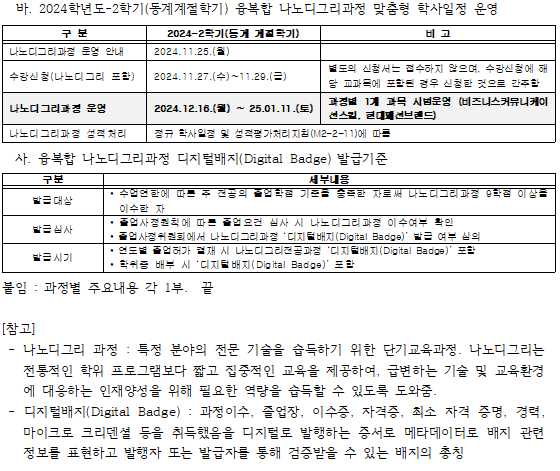 바. 2024학년도-2학기(동계계절학기) 융복합 나노디그리과정 맞춤형 학사일정 운영
구 분 2024-2학기(동계 계절학기) 비 고
나노디그리과정 운영 안내 2024.11.25.(월)
수강신청(나노디그리 포함) 2024.11.27.(수)~11.29.(금) 별도의 신청서는 접수하지 않으며, 수강신청에 해
당 교과목에 포함된 경우 신청한 것으로 간주함
나노디그리과정 운영 2024.12.16.(월) ~ 25.01.11.(토) 과정별 1개 과목 시범운영 (비즈니스커뮤니케이
션스킬, 현대패션브랜드)
나노디그리과정 성적처리 정규 학사일정 및 성적평가처리지침(M2-2-11)에 따름
사. 융복합 나노디그리과정 디지털배지(Digital Badge) 발급기준
구분 세부내용
발급대상 • 수업연한에 따른 주 전공의 졸업학점 기준을 충족한 자로써 나노디그리과정 9학점 이상을
이수한 자
발급심사 • 졸업사정원칙에 따른 졸업요건 심사 시 나노디그리과정 이수여부 확인
• 졸업사정위원회에서 나노디그리과정 '디지털배지(Digital Badge)' 발급 여부 심의
발급시기 • 연도별 졸업허가 결재 시 나노디그리전공과정 '디지털배지(Digital Badge)' 포함
• 학위증 배부 시 '디지털배지(Digital Badge)' 포함
붙임 : 과정별 주요내용 각 1부. 끝
[참고]
- 나노디그리 과정 : 특정 분야의 전문 기술을 습득하기 위한 단기교육과정. 나노디그리는
전통적인 학위 프로그램보다 짧고 집중적인 교육을 제공하여, 급변하는 기술 및 교육환경
에 대응하는 인재양성을 위해 필요한 역량을 습득할 수 있도록 도와줌.
- 디지털배지(Digital Badge) : 과정이수, 졸업장, 이수증, 자격증, 최소 자격 증명, 경력,
마이크로 크리덴셜 등을 취득했음을 디지털로 발행하는 증서로 메타데이터로 배지 관련
정보를 표현하고 발행자 또는 발급자를 통해 검증받을 수 있는 배지의 총칭